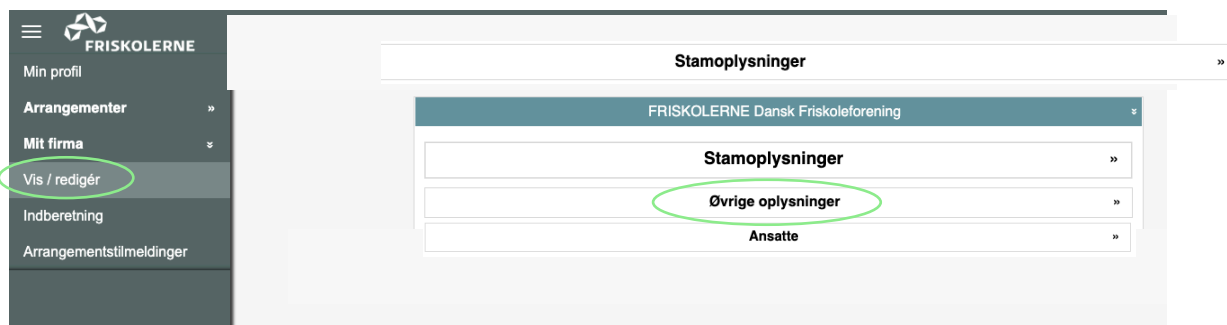 FRISKOLERNE
Min profil
Arrangementer »
Mit firma »
Vis / redigér
Indberetning
Arrangementstilmeldinger
Stamoplysninger »
FRISKOLERNE Dansk Friskoleforening »
Stamoplysninger »
Øvrige oplysninger »
Ansatte »